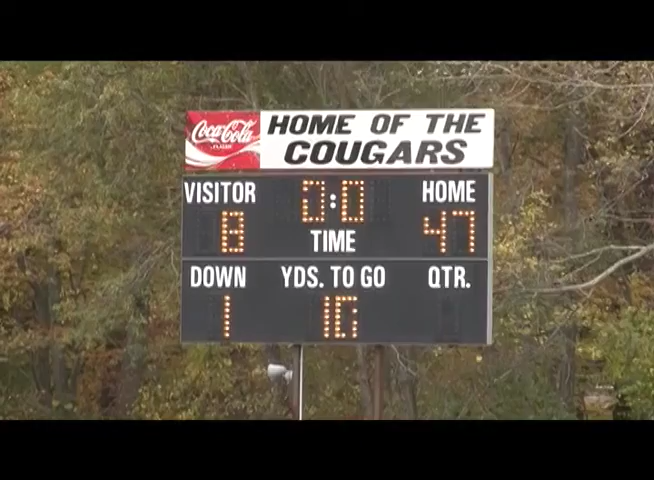 Coca-Cola
CLASSIC
HOME OF THE
COUGARS
VISITOR
0:0
HOME
8
47
TIME
DOWN
YDS. TO GO
QTR.
1
10